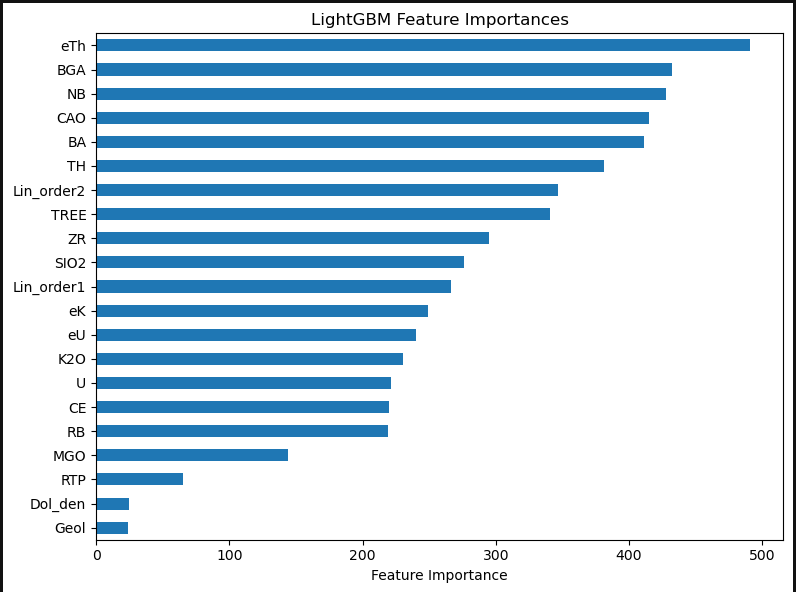 LightGBM Feature Importances
eTh
BGA
NB
CAO
BA
TH
Lin_order2
TREE
ZR
SIO2
Lin_order1
eK
eU
K2O
U
CE
RB
MGO
RTP
Dol_den
Geol
0 100 200 300 400 500
Feature Importance